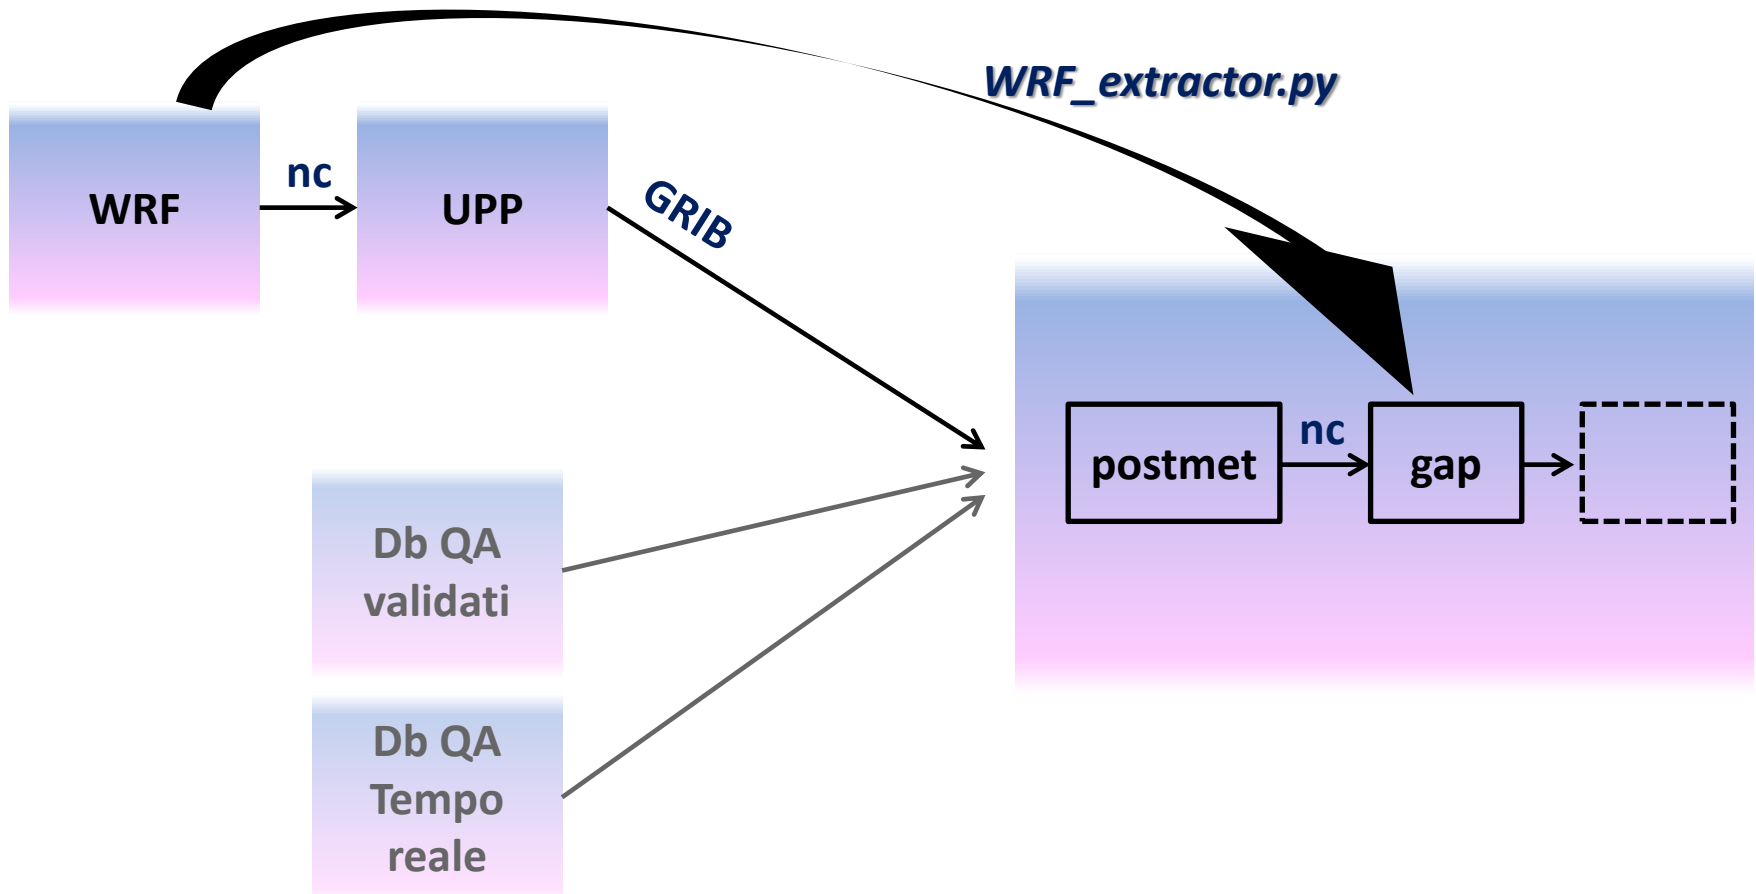 WRF_extractor.py
WRF
nc
UPP
GRIB
postmet
nc
gap
Db QA
validati
Db QA
Tempo
reale